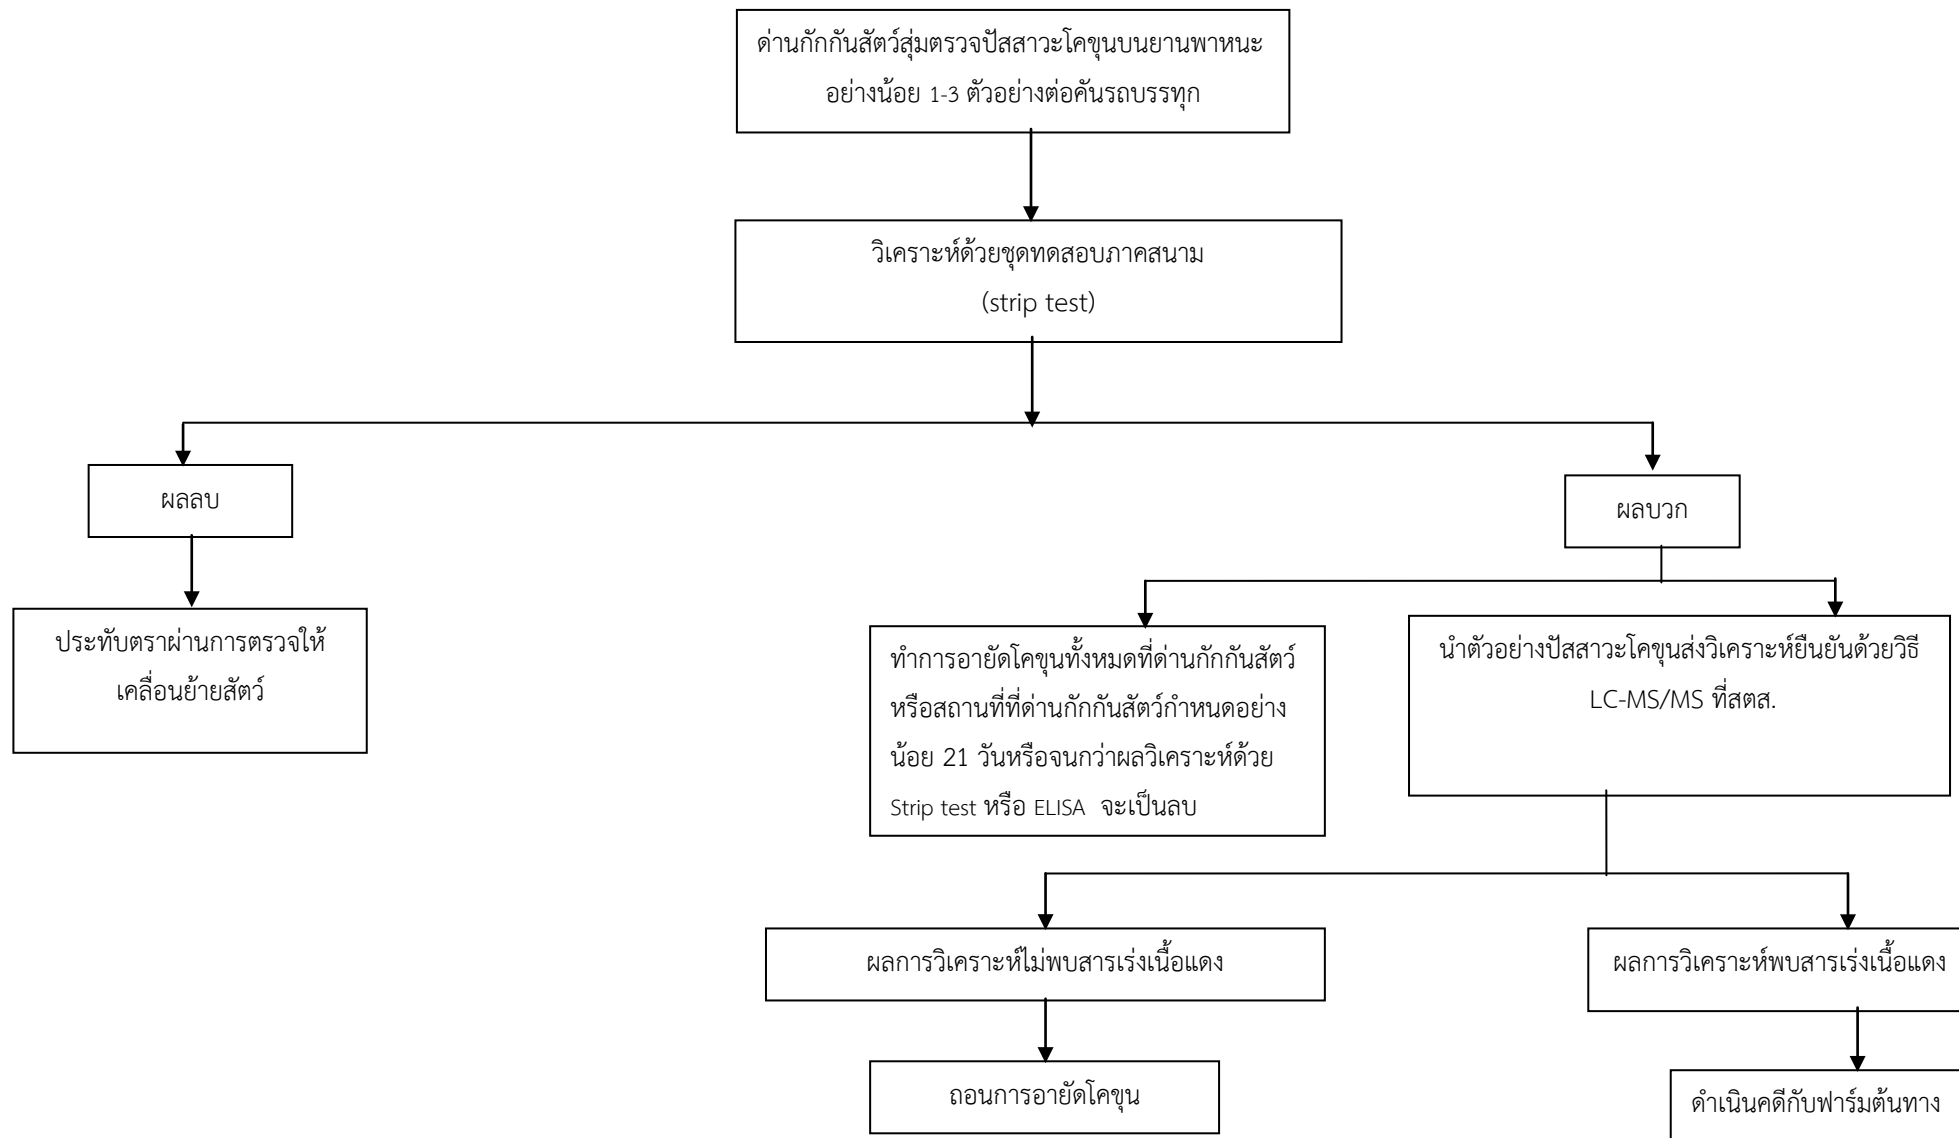 ด่านกักกันสัตว์สุ่มตรวจปัสสาวะโคขุนบนยานพาหนะ
อย่างน้อย 1-3 ตัวอย่างต่อคันรถบรรทุก
วิเคราะห์ด้วยชุดทดสอบภาคสนาม
(strip test)
ผลลบ
ผลบวก
ประทับตราผ่านการตรวจให้
เคลื่อนย้ายสัตว์
ทำการอายัดโคขุนทั้งหมดที่ด่านกักกันสัตว์
หรือสถานที่ที่ด่านกักกันสัตว์กำหนดอย่าง
น้อย 21 วันหรือจนกว่าผลวิเคราะห์ด้วย
Strip test หรือ ELISA จะเป็นลบ
นำตัวอย่างปัสสาวะโคขุนส่งวิเคราะห์ยืนยันด้วยวิธี
LC-MS/MS ที่สตส.
ผลการวิเคราะห์ไม่พบสารเร่งเนื้อแดง
ผลการวิเคราะห์พบสารเร่งเนื้อแดง
ถอนการอายัดโคขุน
ดำเนินคดีกับฟาร์มต้นทาง